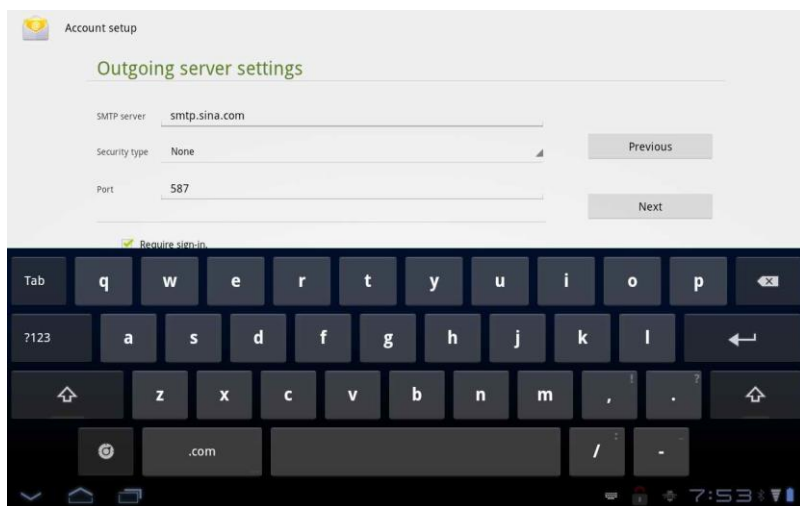 Account setup
Outgoing server settings
SMTP server smtp.sina.com
Security type None
Previous
Port 587
Next
Require sign-in.
Tab q w e r t y u i o p
?123 a s d f g h j k l
z x c v b n m , ! . ?
.com / : - _
7:53